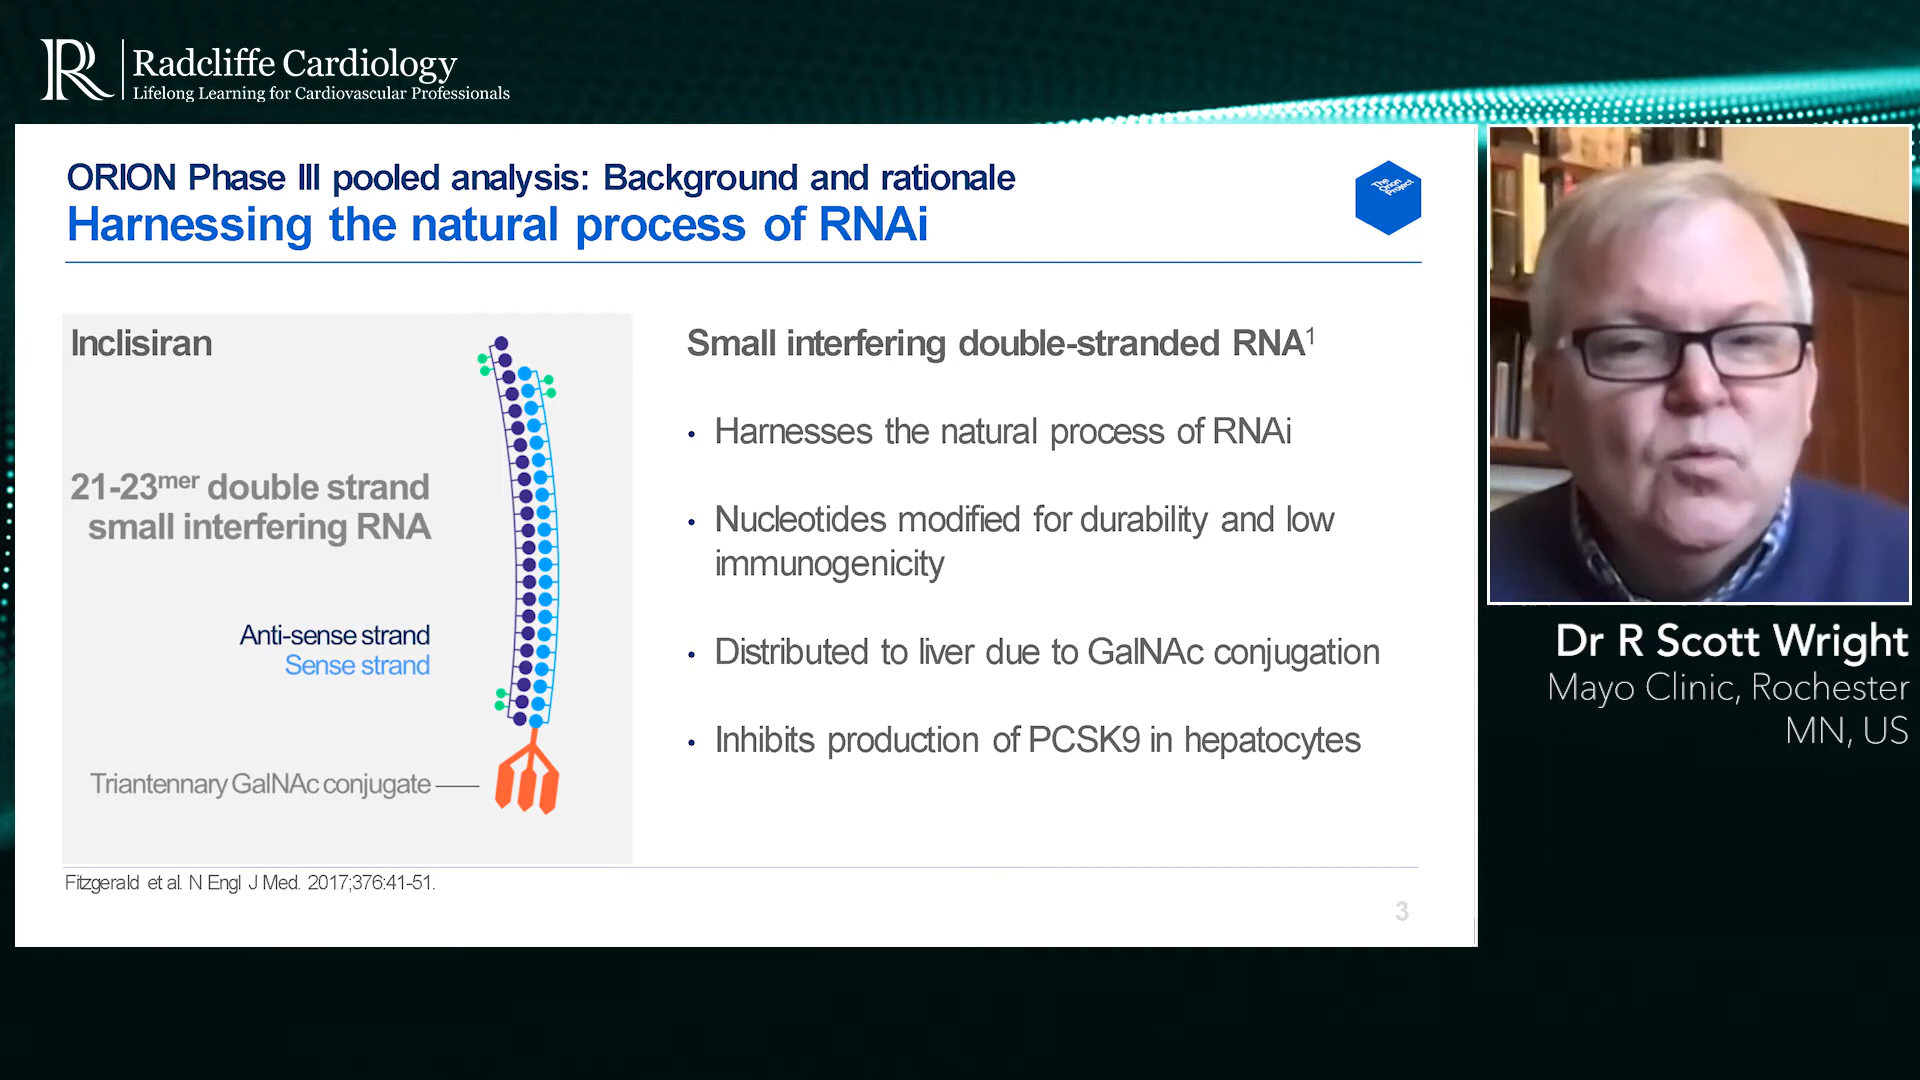 R Radcliffe Cardiology
Lifelong Learning for Cardiovascular Professionals
ORION Phase III pooled analysis: Background and rationale
Harnessing the natural process of RNAi
The
Orion
Project
Inclisiran
21-23mer double strand
small interfering RNA
Anti-sense strand
Sense strand
Triantennary GalNAc conjugate
Small interfering double-stranded RNA1
• Harnesses the natural process of RNAi
• Nucleotides modified for durability and low
immunogenicity
• Distributed to liver due to GalNAc conjugation
• Inhibits production of PCSK9 in hepatocytes
Fitzgerald et al. N Engl J Med. 2017;376:41-51.
3
Dr R Scott Wright
Mayo Clinic, Rochester
MN, US